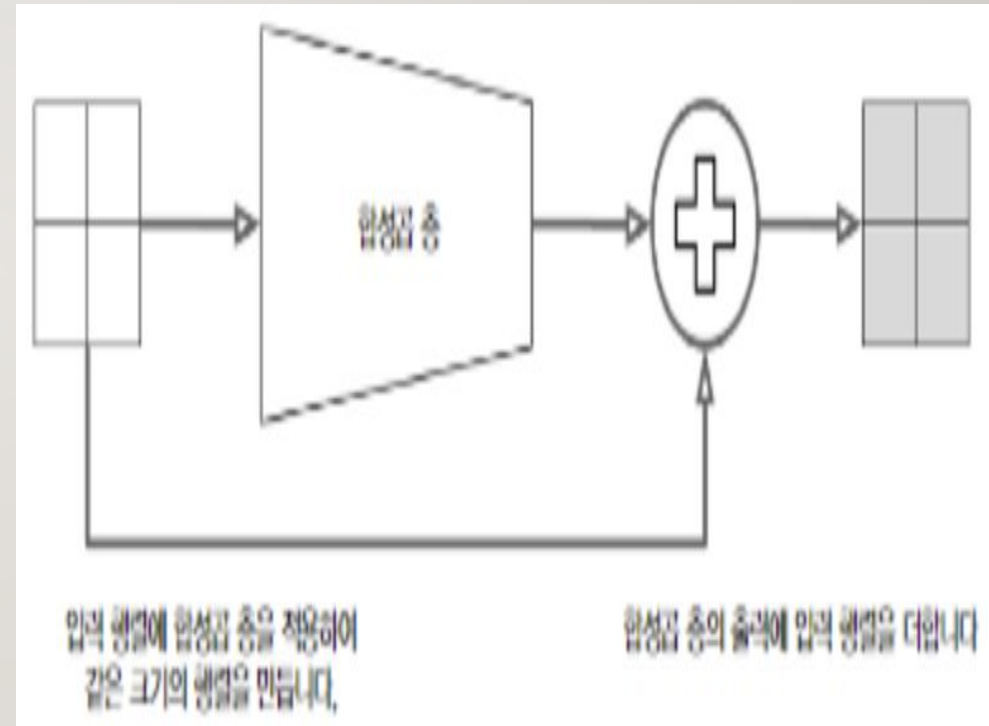 합성곱 층
입력 행렬에 합성곱 층을 적용하여
같은 크기의 행렬을 만듭니다.
합성곱 층의 출력에 입력 행렬을 더합니다